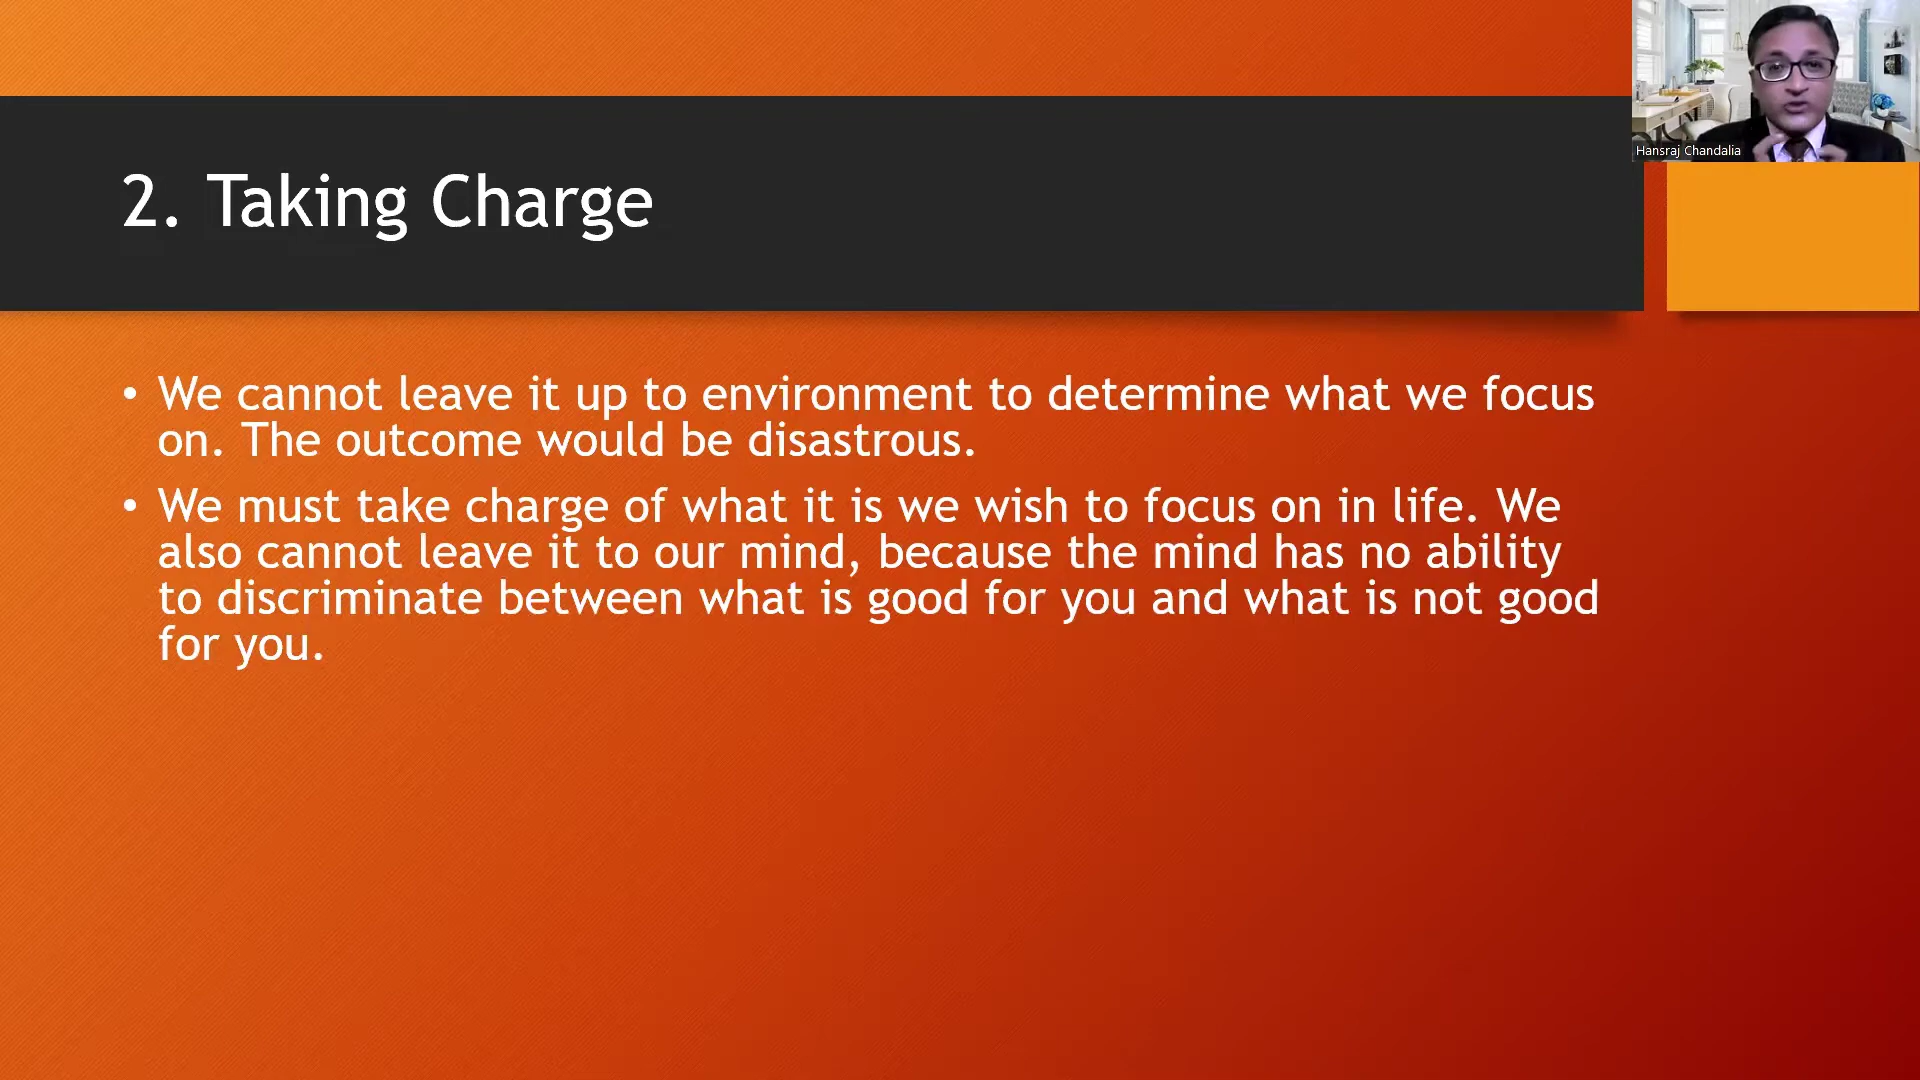 Hansraj Chandalia
2. Taking Charge
• We cannot leave it up to environment to determine what we focus
on. The outcome would be disastrous.
• We must take charge of what it is we wish to focus on in life. We
also cannot leave it to our mind, because the mind has no ability
to discriminate between what is good for you and what is not good
for you.